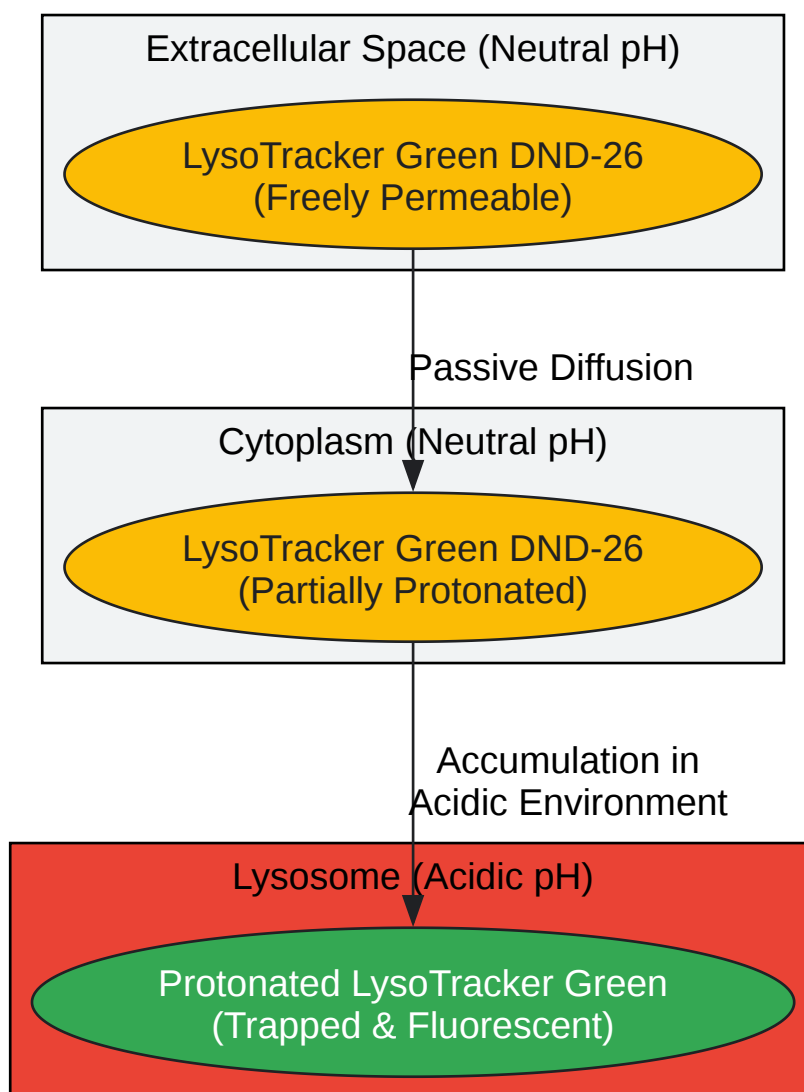 Extracellular Space (Neutral pH)
LysoTracker Green DND-26
(Freely Permeable)
Passive Diffusion
Cytoplasm (Neutral pH)
LysoTracker Green DND-26
(Partially Protonated)
Accumulation in
Acidic Environment
Lysosome (Acidic pH)
Protonated LysoTracker Green
(Trapped & Fluorescent)